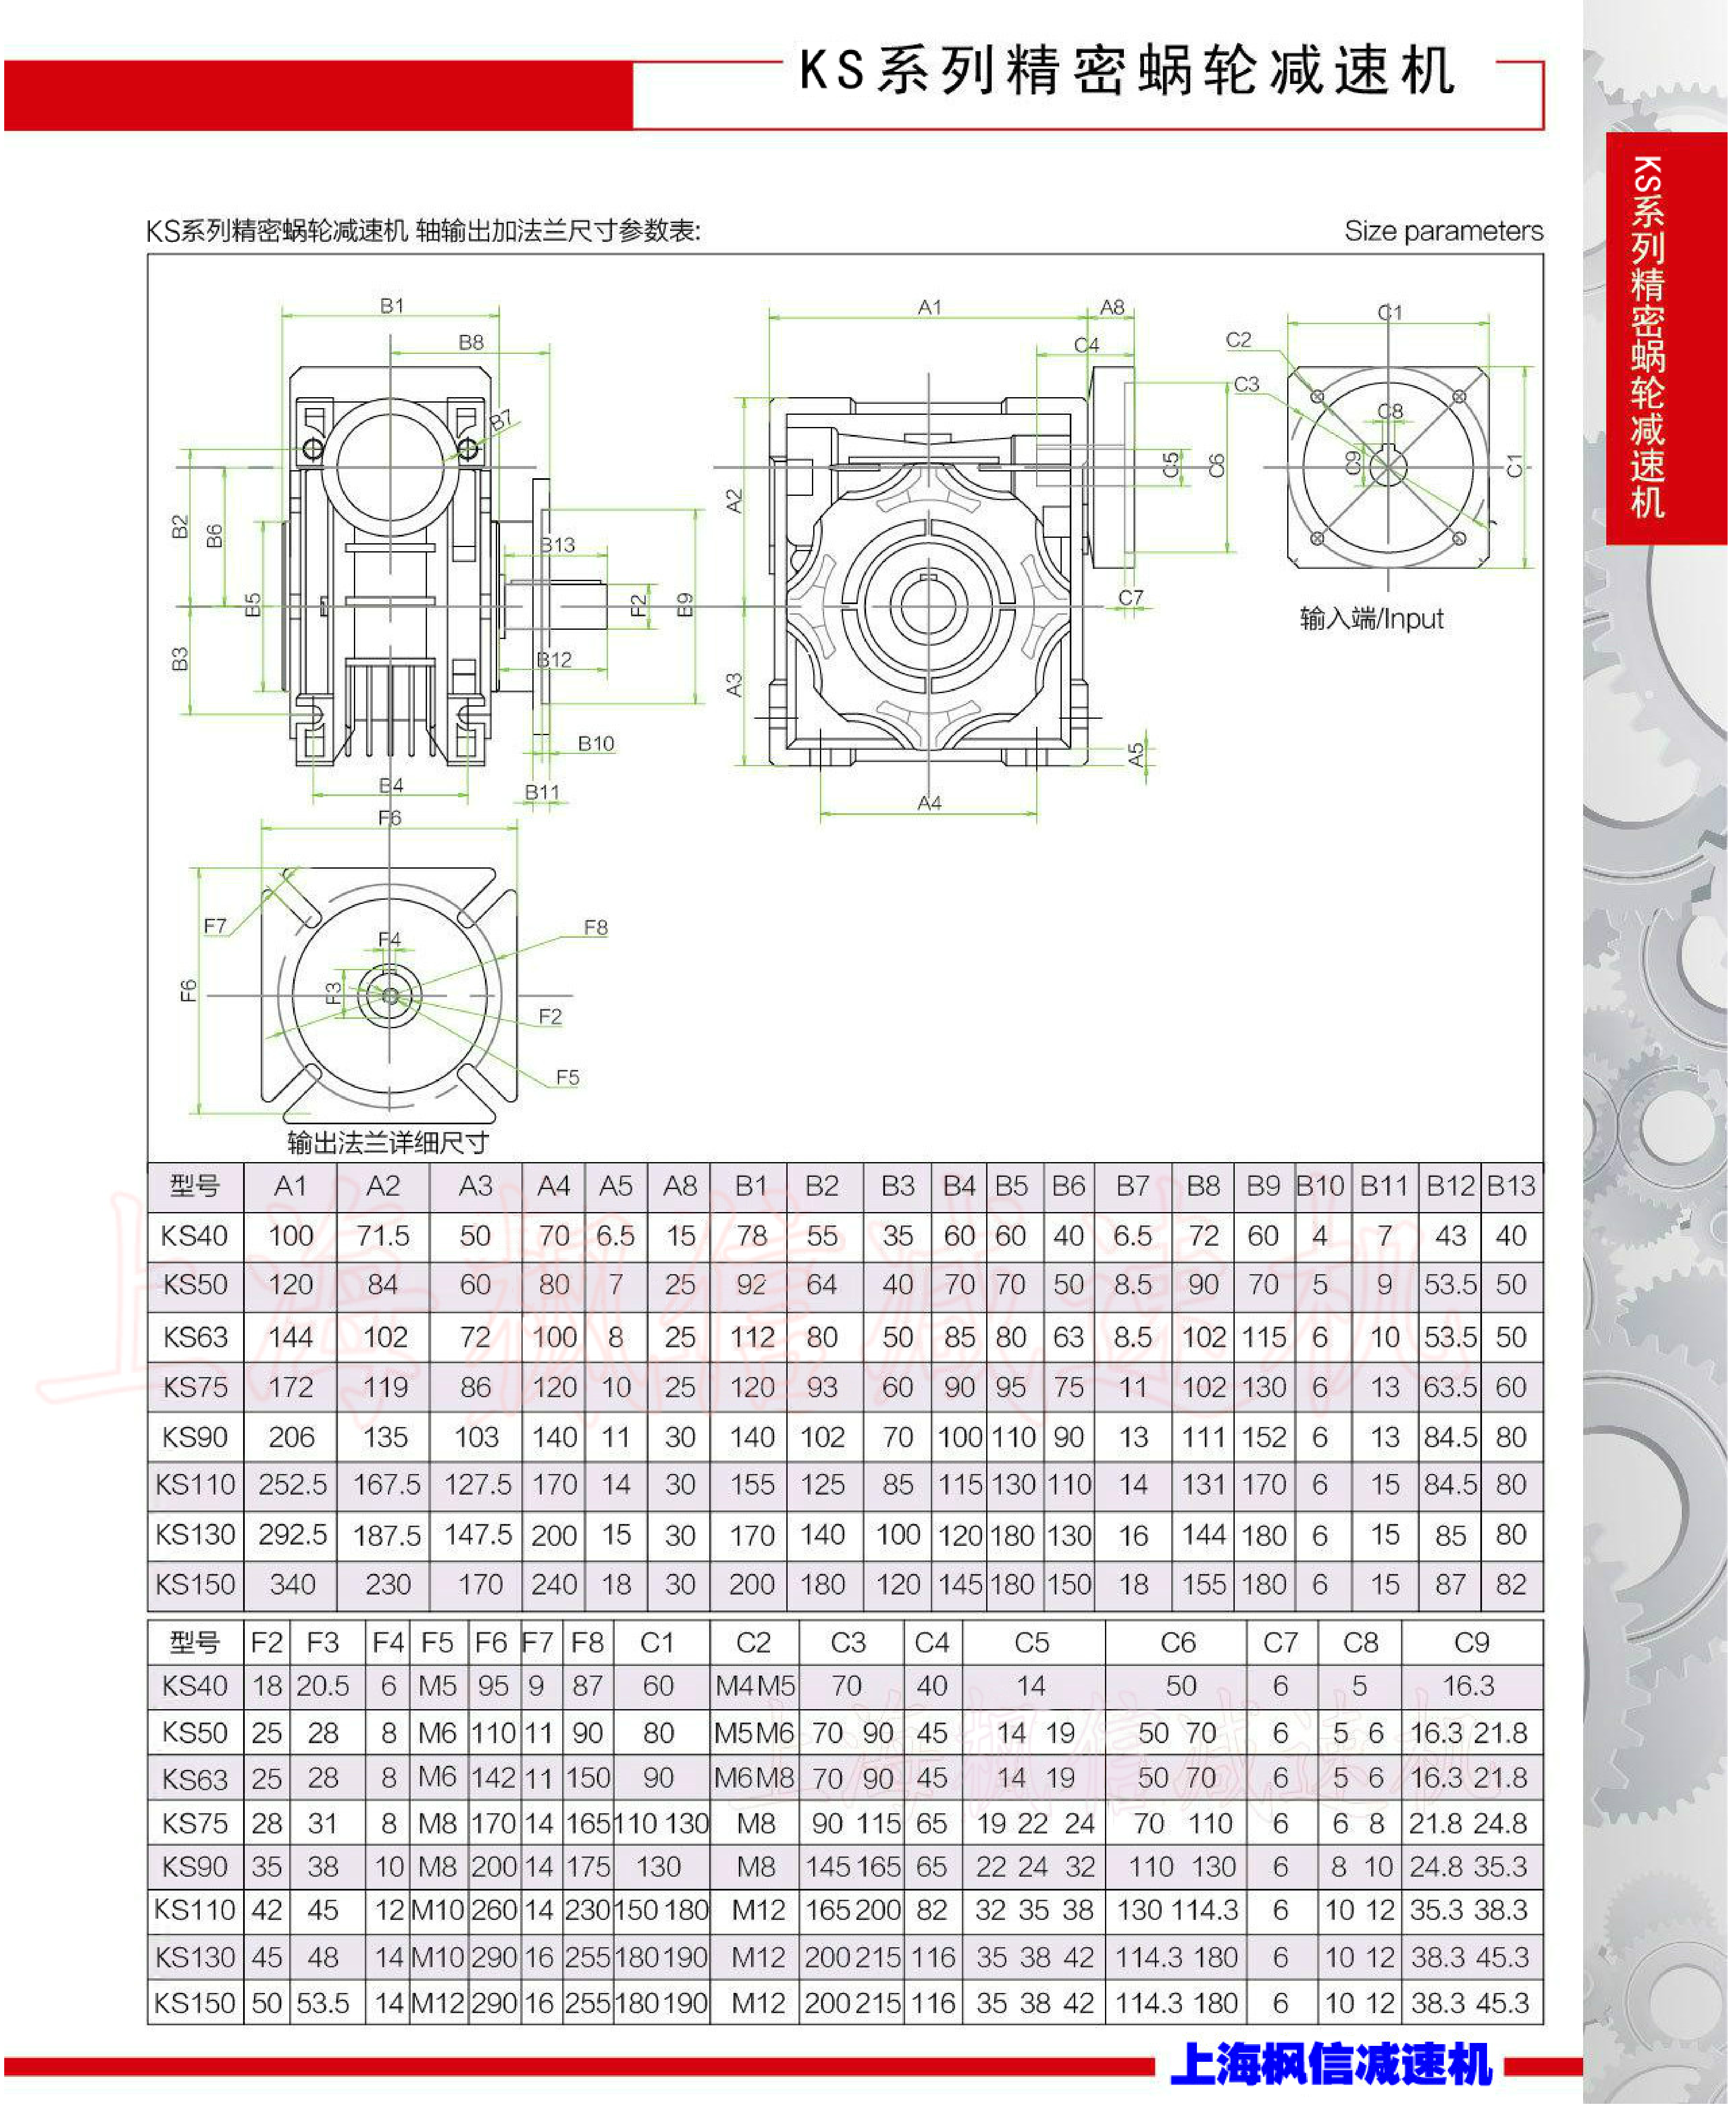 KS系列精密蜗轮减速机
KS系列精密蜗轮减速机
KS系列精密蜗轮减速机 轴输出加法兰尺寸参数表: Size parameters
B1
B8
B7
B2
B6
B5
B3
B13
F2
B9
B12
B10
B4
B11
A1
A8
C4
A2
A3
C5
C6
C7
A5
A4
C1
C2
C3
C8
C9
C1
输入端/Input
F6
F7
F4
F8
F6
F3
F2
F5
输出法兰详细尺寸
型号 A1 A2 A3 A4 A5 A8 B1 B2 B3 B4 B5 B6 B7 B8 B9 B10 B11 B12 B13
KS40 100 71.5 50 70 6.5 15 78 55 35 60 60 40 6.5 72 60 4 7 43 40
KS50 120 84 60 80 7 25 92 64 40 70 70 50 8.5 90 70 5 9 53.5 50
KS63 144 102 72 100 8 25 112 80 50 85 80 63 8.5 102 115 6 10 53.5 50
KS75 172 119 86 120 10 25 120 93 60 90 95 75 11 102 130 6 13 63.5 60
KS90 206 135 103 140 11 30 140 102 70 100 110 90 13 111 152 6 13 84.5 80
KS110 252.5 167.5 127.5 170 14 30 155 125 85 115 130 110 14 131 170 6 15 84.5 80
KS130 292.5 187.5 147.5 200 15 30 170 140 100 120 180 130 16 144 180 6 15 85 80
KS150 340 230 170 240 18 30 200 180 120 145 180 150 18 155 180 6 15 87 82
上海枫信减速机
型号 F2 F3 F4 F5 F6 F7 F8 C1 C2 C3 C4 C5 C6 C7 C8 C9
KS40 18 20.5 6 M5 95 9 87 60 M4M5 70 40 14 50 6 5 16.3
KS50 25 28 8 M6 110 11 90 80 M5M6 70 90 45 14 19 50 70 6 5 6 16.3 21.8
KS63 25 28 8 M6 142 11 150 90 M6M8 70 90 45 14 19 50 70 6 5 6 16.3 21.8
KS75 28 31 8 M8 170 14 165 110 130 M8 90 115 65 19 22 24 70 110 6 6 8 21.8 24.8
KS90 35 38 10 M8 200 14 175 130 M8 145 165 65 22 24 32 110 130 6 8 10 24.8 35.3
KS110 42 45 12 M10 260 14 230 150 180 M12 165 200 82 32 35 38 130 114.3 6 10 12 35.3 38.3
KS130 45 48 14 M10 290 16 255 180 190 M12 200 215 116 35 38 42 114.3 180 6 10 12 38.3 45.3
KS150 50 53.5 14 M12 290 16 255 180 190 M12 200 215 116 35 38 42 114.3 180 6 10 12 38.3 45.3
上海枫信减速机
上海枫信减速机